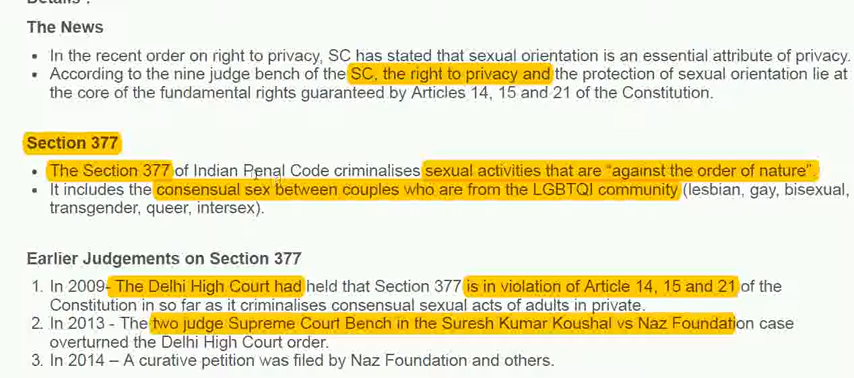 Details :
The News
• In the recent order on right to privacy, SC has stated that sexual orientation is an essential attribute of privacy.
• According to the nine judge bench of the SC, the right to privacy and the protection of sexual orientation lie at
the core of the fundamental rights guaranteed by Articles 14, 15 and 21 of the Constitution.
Section 377
• The Section 377 of Indian Penal Code criminalises sexual activities that are “against the order of nature”.
• It includes the consensual sex between couples who are from the LGBTQI community (lesbian, gay, bisexual,
transgender, queer, intersex).
Earlier Judgements on Section 377
1. In 2009- The Delhi High Court had held that Section 377 is in violation of Article 14, 15 and 21 of the
Constitution in so far as it criminalises consensual sexual acts of adults in private.
2. In 2013 - The two judge Supreme Court Bench in the Suresh Kumar Koushal vs Naz Foundation case
overturned the Delhi High Court order.
3. In 2014 – A curative petition was filed by Naz Foundation and others.